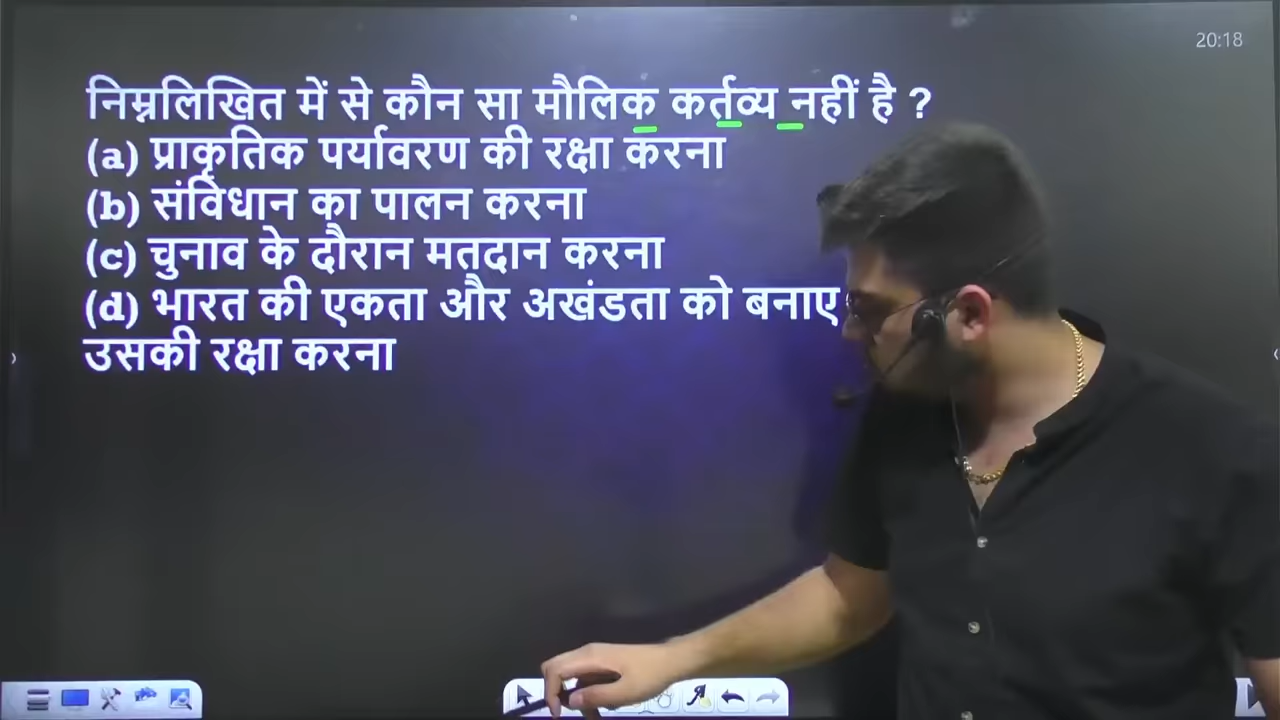 20:18
निम्नलिखित में से कौन सा मौलिक कर्तव्य नहीं है ?
(a) प्राकृतिक पर्यावरण की रक्षा करना
(b) संविधान का पालन करना
(c) चुनाव के दौरान मतदान करना
(d) भारत की एकता और अखंडता को बनाए
उसकी रक्षा करना